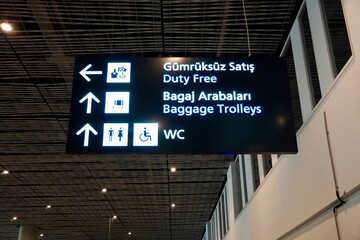 Gümrüksüz Satış
Duty Free
Bagaj Arabaları
Baggage Trolleys
WC